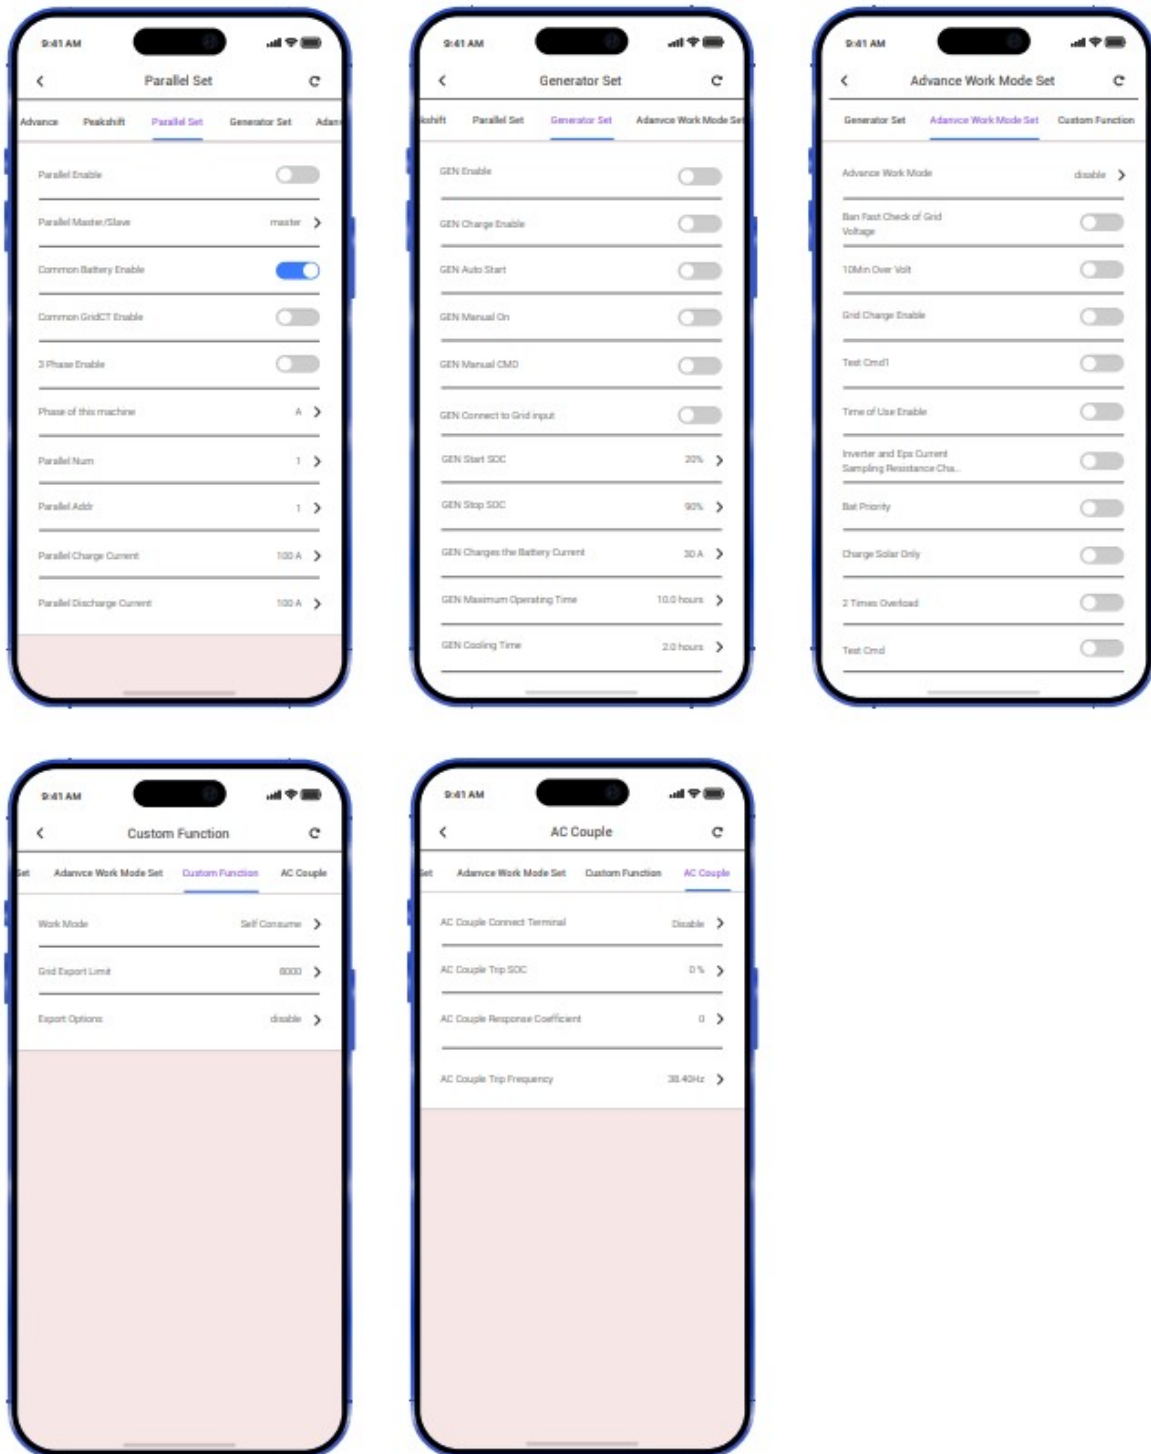 9:41 AM
Parallel Set
Advance Peakshift Parallel Set Generator Set Adan
Parallel Enable
Parallel Master/Slave master
Common Battery Enable
Common GridCT Enable
3 Phase Enable
Phase of this machine A
Parallel Num 1
Parallel Addr 1
Parallel Charge Current 100 A
Parallel Discharge Current 100 A
9:41 AM
Generator Set
kshift Parallel Set Generator Set Adanvce Work Mode Set
GEN Enable
GEN Charge Enable
GEN Auto Start
GEN Manual On
GEN Manual CMD
GEN Connect to Grid input
GEN Start SOC 20%
GEN Stop SOC 90%
GEN Charges the Battery Current 30 A
GEN Maximum Operating Time 10.0 hours
GEN Cooling Time 2.0 hours
9:41 AM
Advance Work Mode Set
Generator Set Adanvce Work Mode Set Custom Function
Advance Work Mode disable
Ban Fast Check of Grid
Voltage
10Min Over Volt
Grid Charge Enable
Test Cmd1
Time of Use Enable
Inverter and Eps Current
Sampling Resistance Cha...
Bat Priority
Charge Solar Only
2 Times Overload
Test Cmd
9:41 AM
Custom Function
Set Adanvce Work Mode Set Custom Function AC Couple
Work Mode Self Consume
Grid Export Limit 6000
Export Options disable
9:41 AM
AC Couple
Set Adanvce Work Mode Set Custom Function AC Couple
AC Couple Connect Terminal Disable
AC Couple Trip SOC 0 %
AC Couple Response Coefficient 0
AC Couple Trip Frequency 38.40Hz